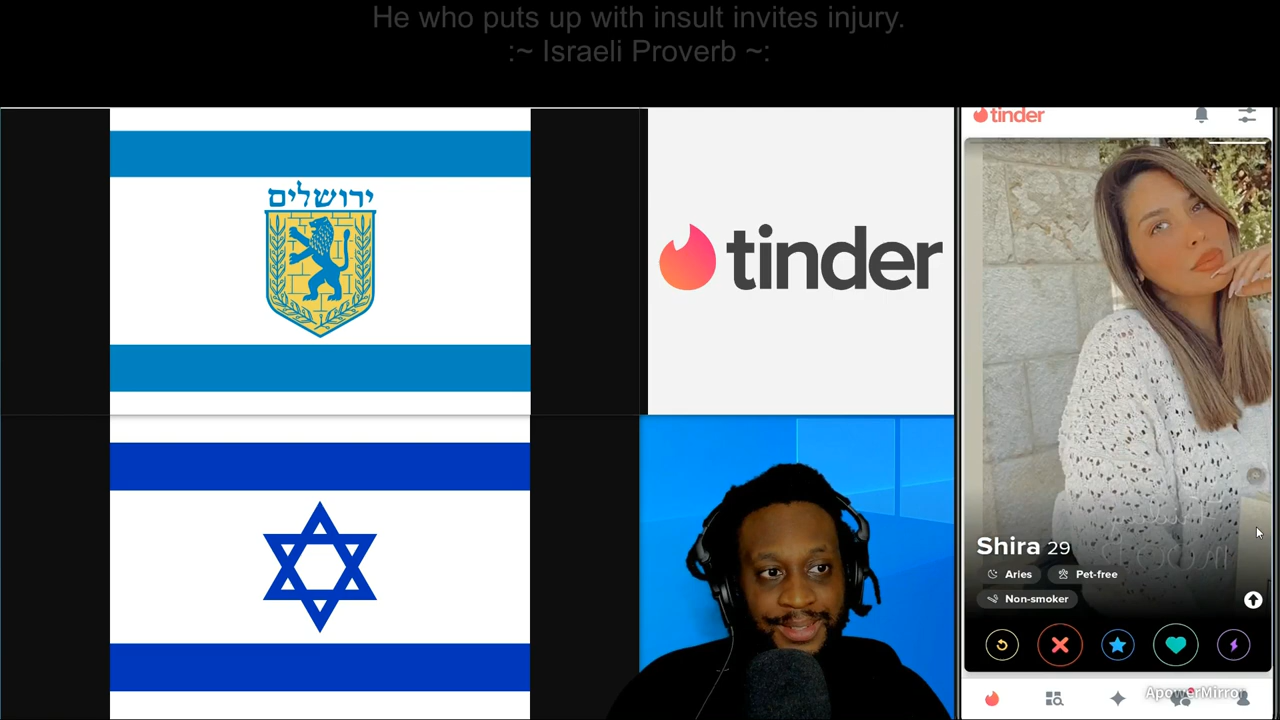 He who puts up with insult invites injury.
:~ Israeli Proverb ~:
ירושלים
tinder
tinder
Shira 29
Aries
Pet-free
Non-smoker
ApowerMirror